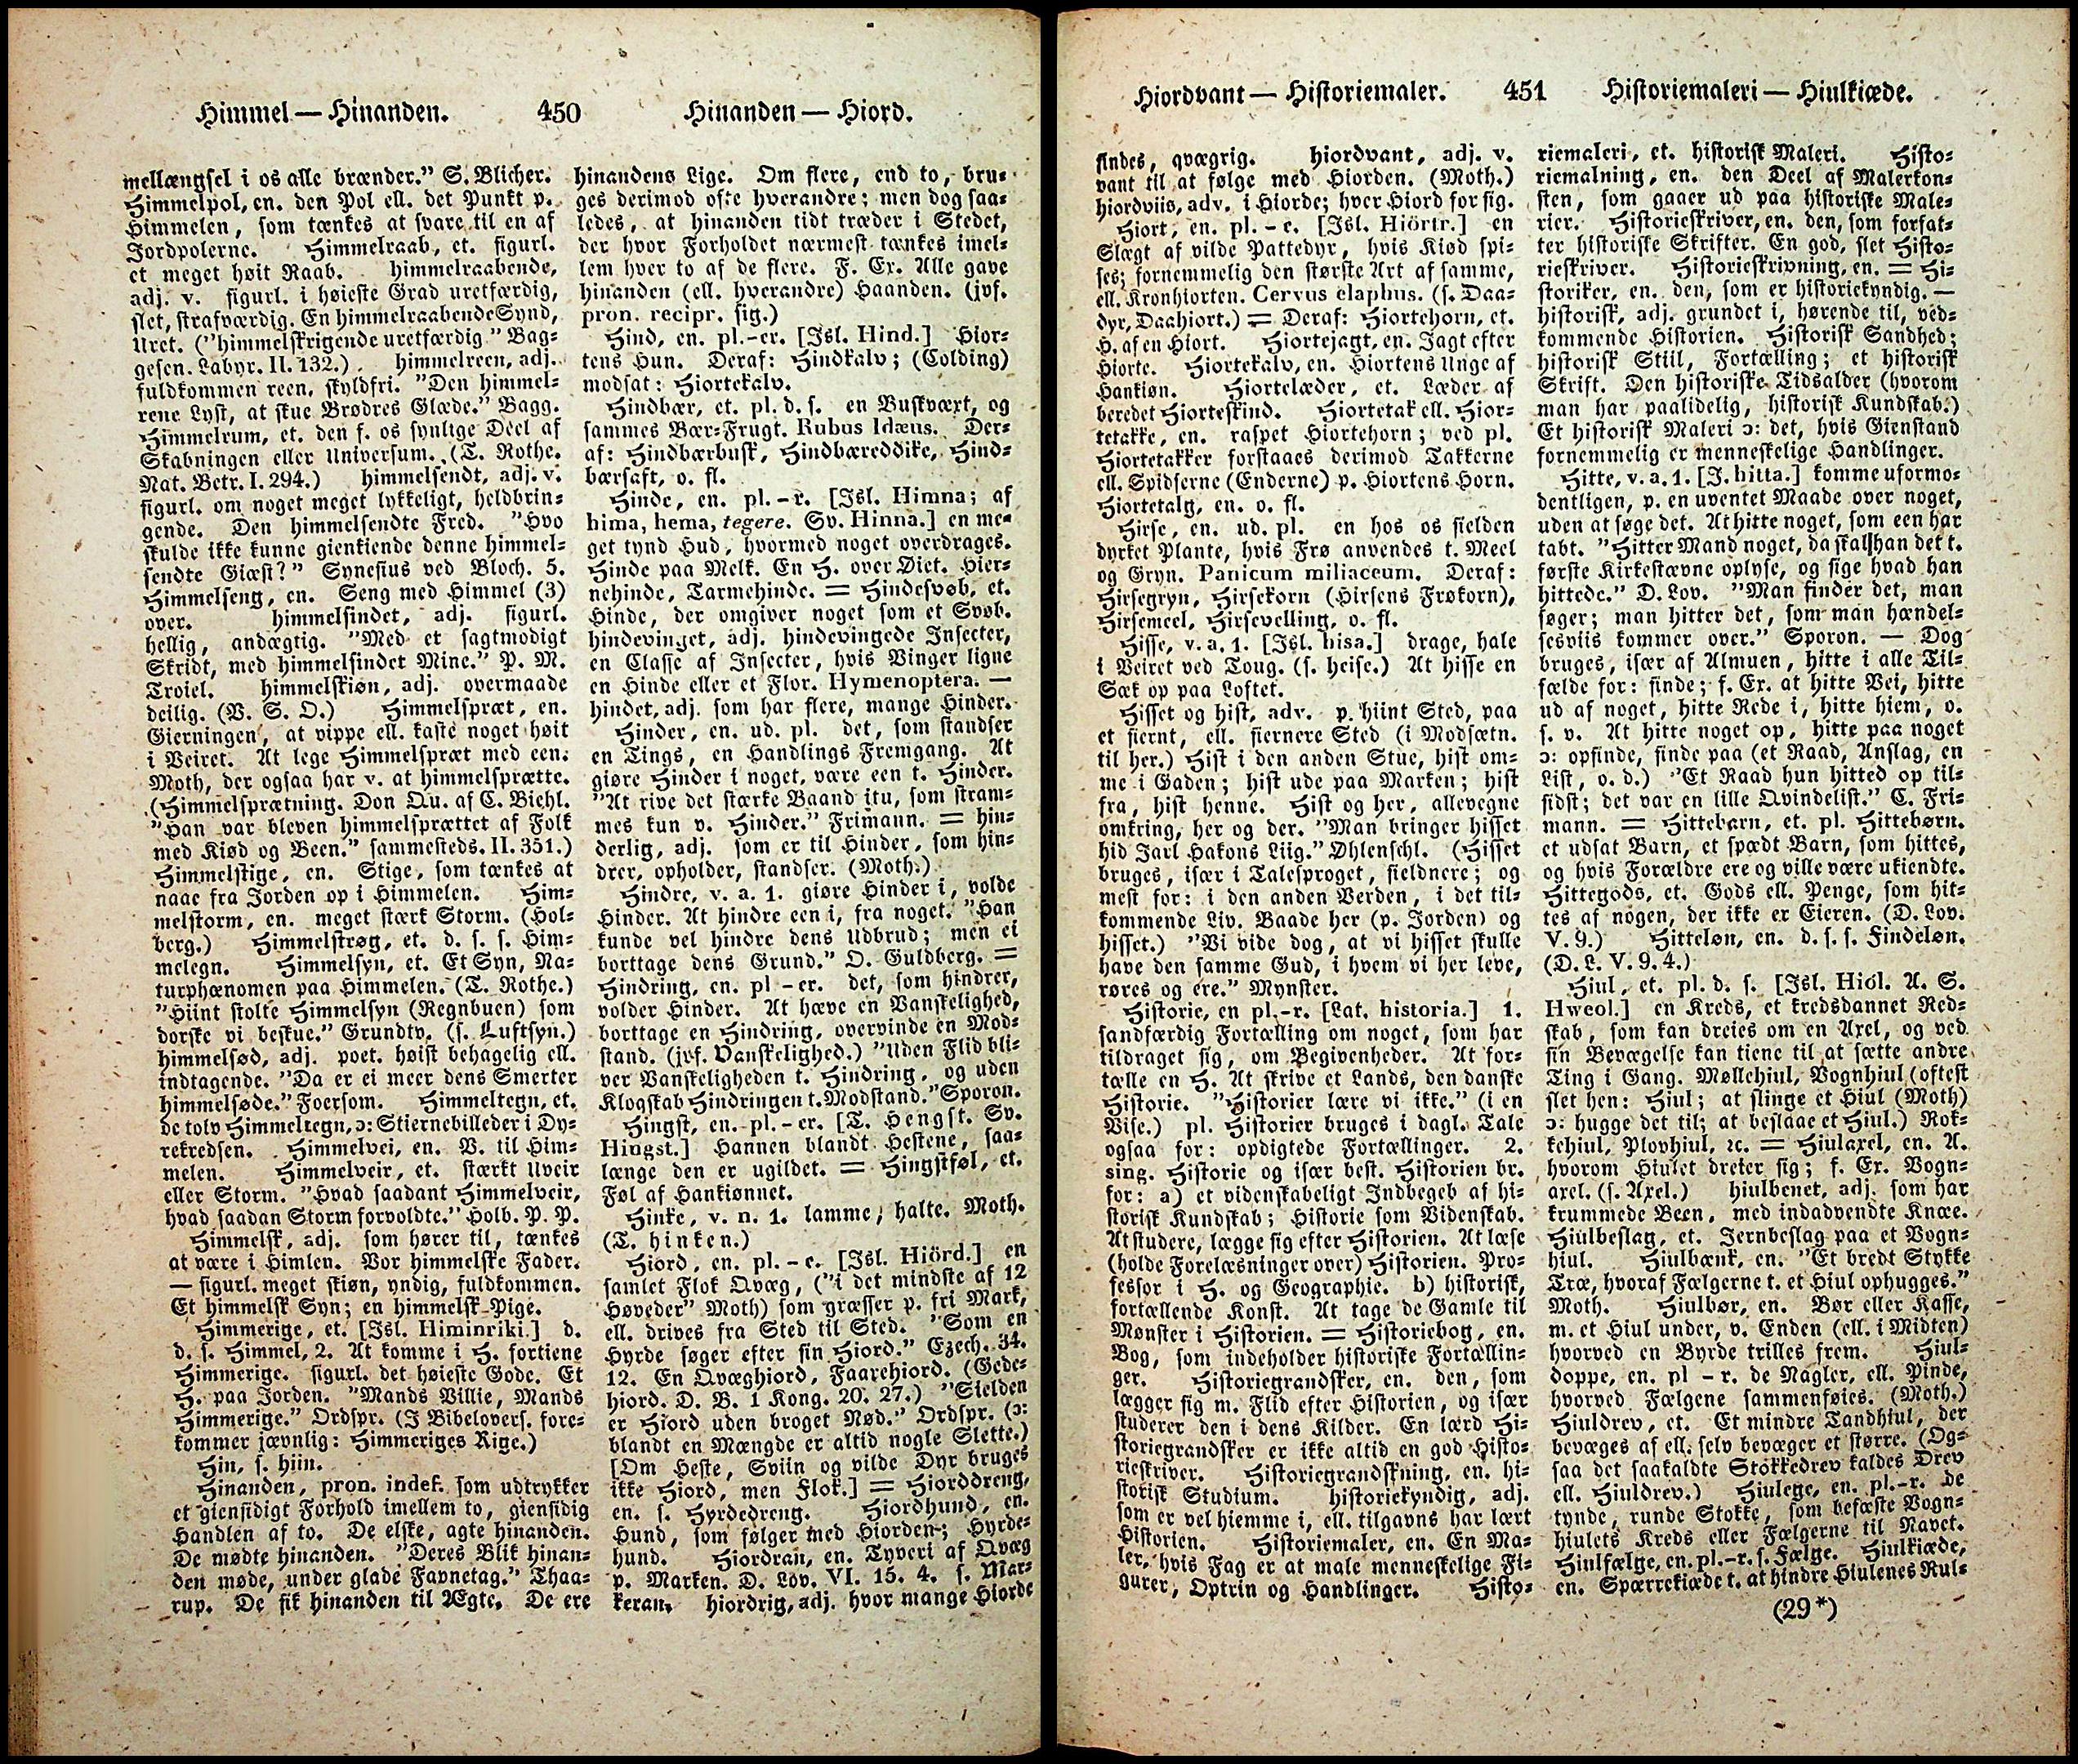 Himmel — Hinanden. 450 Hinanden — Hiord.
mellængsel i os alle brænder." S. Blicher.
Himmelpol, en. den Pol ell. det Punkt p.
Himmelen, som tænkes at svare til en af
Jordpolerne. Himmelraab, et. figurl.
et meget høit Raab. himmelraabende,
adj. v. figurl. i høieste Grad uretfærdig,
slet, strafværdig. En himmelraabende Synd,
Uret. ("himmelskrigende uretfærdig." Bag-
gesen. Labyr. II. 132.) himmelreen, adj.
fuldkommen reen, skyldfri. "Den himmel-
rene Lyst, at skue Brødres Glæde." Bagg.
Himmelrum, et. den f. os synlige Deel af
Skabningen eller Universum. (T. Rothe.
Nat. Betr. I. 294.) himmelsendt, adj. v.
figurl. om noget meget lykkeligt, heldbrin-
gende. Den himmelsendte Fred. "Hvo
skulde ikke kunne gienkiende denne himmel-
sendte Giæst?" Synesius ved Bloch. 5.
Himmelseng, en. Seng med Himmel (3)
over. himmelsindet, adj. figurl.
hellig, andægtig. "Med et sagtmodigt
Skridt, med himmelsindet Mine." P. M.
Troiel. himmelskiøn, adj. overmaade
deilig. (V. S. O.) Himmelspræt, en.
Gierningen, at vippe ell. kaste noget høit
i Veiret. At lege Himmelspræt med een.
Moth, der ogsaa har v. at himmelsprætte.
(Himmelsprætning. Don Qu. af C. Biehl.
"Han var bleven himmelsprættet af Folk
med Kiød og Been." sammesteds. II. 351.)
Himmelstige, en. Stige, som tænkes at
naae fra Jorden op i Himmelen. Him-
melstorm, en. meget stærk Storm. (Hol-
berg.) Himmelstrøg, et. d. s. s. Him-
melegn. Himmelsyn, et. Et Syn, Na-
turphænomen paa Himmelen. (T. Rothe.)
"Hiint stolte Himmelsyn (Regnbuen) som
dorske vi beskue." Grundtv. (s. Luftsyn.)
himmelsød, adj. poet. høist behagelig ell.
indtagende. "Da er ei meer dens Smerter
himmelsøde." Foersom. Himmeltegn, et.
de tolv Himmeltegn, ɔ: Stiernebilleder i Dy-
rekredsen. Himmelvei, en. V. til Him-
melen. Himmelveir, et. stærkt Uveir
eller Storm. "Hvad saadant Himmelveir,
hvad saadan Storm forvoldte." Holb. P. P.
Himmelsk, adj. som hører til, tænkes
at være i Himlen. Vor himmelske Fader.
— figurl. meget skiøn, yndig, fuldkommen.
Et himmelsk Syn; en himmelsk Pige.
Himmerige, et. [Isl. Himinriki.] d.
d. s. Himmel, 2. At komme i H. fortiene
Himmerige. figurl. det høieste Gode. Et
H. paa Jorden. "Mands Villie, Mands
Himmerige." Ordspr. (I Bibelovers. fore-
kommer jævnlig: Himmeriges Rige.)
Hin, s. hiin.
Hinanden, pron. indef. som udtrykker
et giensidigt Forhold imellem to, giensidig
Handlen af to. De elske, agte hinanden.
De mødte hinanden. "Deres Blik hinan-
den møde, under glade Favnetag." Thaa-
rup. De fik hinanden til Ægte. De ere
hinandens Lige. Om flere, end to, bru-
ges derimod ofte hverandre; men dog saa-
ledes, at hinanden tidt træder i Stedet,
der hvor Forholdet nærmest tænkes imel-
lem hver to af de flere. F. Ex. Alle gave
hinanden (ell. hverandre) Haanden. (jvf.
pron. recipr. sig.)
Hind, en. pl.-er. [Isl. Hind.] Hior-
tens Hun. Deraf: Hindkalv; (Colding)
modsat: Hiortekalv.
Hindbær, et. pl. d. s. en Buskvæxt, og
sammes Bær-Frugt. Rubus Idæus. Der-
af: Hindbærbusk, Hindbæreddike, Hind-
bærsaft, o. fl.
Hinde, en. pl.-r. [Isl. Himna; af
hima, hema, tegere. Sv. Hinna.] en me-
get tynd Hud, hvormed noget overdrages.
Hinde paa Melk. En H. over Øiet. Hier-
nehinde, Tarmehinde. = Hindesvøb, et.
Hinde, der omgiver noget som et Svøb.
hindevinget, adj. hindevingede Insecter,
en Classe af Insecter, hvis Vinger ligne
en Hinde eller et Flor. Hymenoptera. —
hindet, adj. som har flere, mange Hinder.
Hinder, en. ud. pl. det, som standser
en Tings, en Handlings Fremgang. At
giøre Hinder i noget, være een t. Hinder.
"At rive det stærke Baand itu, som stram-
mes kun v. Hinder." Frimann. = hin-
derlig, adj. som er til Hinder, som hin-
drer, opholder, standser. (Moth.)
Hindre, v. a. 1. giøre Hinder i, volde
Hinder. At hindre een i, fra noget. "Han
kunde vel hindre dens Udbrud; men ei
borttage dens Grund." O. Guldberg. =
Hindring, en. pl-er. det, som hindrer,
volder Hinder. At hæve en Vanskelighed,
borttage en Hindring, overvinde en Mod-
stand. (jvf. Vanskelighed.) "Uden Flid bli-
ver Vanskeligheden t. Hindring, og uden
Klogskab Hindringen t. Modstand." Sporon.
Hingst, en. pl.-er. [T. Hengst. Sv.
Hingst.] Hannen blandt Hestene, saa-
længe den er ugildet. = Hingstføl, et.
Føl af Hankiønnet.
Hinke, v. n. 1. lamme, halte. Moth.
(T. hinken.)
Hiord, en. pl.-e. [Isl. Hiörd.] en
samlet Flok Qvæg, ("i det mindste af 12
Høveder" Moth) som græsser p. fri Mark,
ell. drives fra Sted til Sted. "Som en
Hyrde søger efter sin Hiord." Ezech. 34.
12. En Qvæghiord, Faarehiord. (Gede-
hiord. D. B. 1 Kong. 20. 27.) "Sielden
er Hiord uden broget Nød." Ordspr. (ɔ:
blandt en Mængde er altid nogle Slette.)
[Om Heste, Sviin og vilde Dyr bruges
ikke Hiord, men Flok.] = Hiorddreng,
en. s. Hyrdedreng. Hiordhund, en.
Hund, som følger med Hiorden; Hyrde-
hund. Hiordran, en. Tyveri af Qvæg
p. Marken. D. Lov. VI. 15. 4. s. Mar-
keran. hiordrig, adj. hvor mange Hiorde
Hiordvant — Historiemaler. 451 Historiemaleri — Hiulkiæde.
findes, qvægrig. hiordvant, adj. v.
vant til at følge med Hiorden. (Moth.)
hiordviis, adv. i Hiorde; hver Hiord for sig.
Hiort, en. pl.-e. [Isl. Hiörtr.] en
Slægt af vilde Pattedyr, hvis Kiød spi-
ses; fornemmelig den største Art af samme,
ell. Kronhiorten. Cervus elaphus. (s. Daa-
dyr, Daahiort.) = Deraf: Hiortehorn, et.
H. af en Hiort. Hiortejagt, en. Jagt efter
Hiorte. Hiortekalv, en. Hiortens Unge af
Hankiøn. Hiortelæder, et. Læder af
beredet Hiorteskind. Hiortetak ell. Hior-
tetakke, en. raspet Hiortehorn; ved pl.
Hiortetakker forstaaes derimod Takkerne
ell. Spidserne (Enderne) p. Hiortens Horn.
Hiortetalg, en. o. fl.
Hirse, en. ud. pl. en hos os sielden
dyrket Plante, hvis Frø anvendes t. Meel
og Gryn. Panicum miliaceum. Deraf:
Hirsegryn, Hirsekorn (Hirsens Frøkorn),
Hirsemeel, Hirsevelling, o. fl.
Hisse, v. a. 1. [Isl. hisa.] drage, hale
i Veiret ved Toug. (s. heise.) At hisse en
Sæk op paa Loftet.
Hisset og hist, adv. p. hiint Sted, paa
et fiernt, ell. fiernere Sted (i Modsætn.
til her.) Hist i den anden Stue, hist om-
me i Gaden; hist ude paa Marken; hist
fra, hist henne. Hist og her, allevegne
omkring, her og der. "Man bringer hisset
hid Jarl Hakons Liig." Øhlenschl. (Hisset
bruges, især i Talesproget, sieldnere; og
mest for: i den anden Verden, i det til-
kommende Liv. Baade her (p. Jorden) og
hisset.) "Vi vide dog, at vi hisset skulle
have den samme Gud, i hvem vi her leve,
røres og ere." Mynster.
Historie, en pl.-r. [Lat. historia.] 1.
sandfærdig Fortælling om noget, som har
tildraget sig, om Begivenheder. At for-
tælle en H. At skrive et Lands, den danske
Historie. "Historier lære vi ikke." (i en
Vise.) pl. Historier bruges i dagl. Tale
ogsaa for: opdigtede Fortællinger. 2.
sing. Historie og især best. Historien br.
for: a) et videnskabeligt Indbegeb af hi-
storisk Kundskab; Historie som Videnskab.
At studere, lægge sig efter Historien. At læse
(holde Forelæsninger over) Historien. Pro-
fessor i H. og Geographie. b) historisk,
fortællende Konst. At tage de Gamle til
Mønster i Historien. = Historiebog, en.
Bog, som indeholder historiske Fortællin-
ger. Historiegrandsker, en. den, som
lægger sig m. Flid efter Historien, og især
studerer den i dens Kilder. En lærd Hi-
storiegrandsker er ikke altid en god Histo-
rieskriver. Historiegrandskning, en. hi-
storisk Studium. historiekyndig, adj.
som er vel hiemme i, ell. tilgavns har lært
Historien. Historiemaler, en. En Ma-
ler, hvis Fag er at male menneskelige Fi-
gurer, Optrin og Handlinger. Histo-
riemaleri, et. historisk Maleri. Histo-
riemalning, en. den Deel af Malerkon-
sten, som gaaer ud paa historiske Male-
rier. Historieskriver, en. den, som forfat-
ter historiske Skrifter. En god, slet Histo-
rieskriver. Historieskrivning, en. = Hi-
storiker, en. den, som er historiekyndig. —
historisk, adj. grundet i, hørende til, ved-
kommende Historien. Historisk Sandhed;
historisk Stiil, Fortælling; et historisk
Skrift. Den historiske Tidsalder (hvorom
man har paalidelig, historisk Kundskab.)
Et historisk Maleri ɔ: det, hvis Gienstand
fornemmelig er menneskelige Handlinger.
Hitte, v. a. 1. [I. hitta.] komme uformo-
dentligen, p. en uventet Maade over noget,
uden at søge det. At hitte noget, som een har
tabt. "Hitter Mand noget, da skal han det t.
første Kirkestævne oplyse, og sige hvad han
hittede." D. Lov. "Man finder det, man
søger; man hitter det, som man hændel-
sesviis kommer over." Sporon. — Dog
bruges, især af Almuen, hitte i alle Til-
fælde for: finde; f. Ex. at hitte Vei, hitte
ud af noget, hitte Rede i, hitte hiem, o.
s. v. At hitte noget op, hitte paa noget
ɔ: opfinde, finde paa (et Raad, Anslag, en
List, o. d.) "Et Raad hun hitted op til-
sidst; det var en lille Qvindelist." C. Fri-
mann. = Hittebarn, et. pl. Hittebørn.
et udsat Barn, et spædt Barn, som hittes,
og hvis Forældre ere og ville være ukiendte.
Hittegods, et. Gods ell. Penge, som hit-
tes af nogen, der ikke er Eieren. (D. Lov.
V. 9.) Hitteløn, en. d. s. s. Findeløn.
(D. L. V. 9. 4.)
Hiul, et. pl. d. s. [Isl. Hiól. A. S.
Hweol.] en Kreds, et kredsdannet Red-
skab, som kan dreies om en Axel, og ved
sin Bevægelse kan tiene til at sætte andre
Ting i Gang. Møllehiul, Vognhiul (oftest
slet hen: Hiul; at slinge et Hiul (Moth)
ɔ: hugge det til; at beslaae et Hiul.) Rok-
kehiul, Plovhiul, ꝛc. = Hiulaxel, en. A.
hvorom Hiulet dreier sig; f. Ex. Vogn-
axel. (s. Axel.) hiulbenet, adj. som har
krummede Been, med indadvendte Knæe.
Hiulbeslag, et. Jernbeslag paa et Vogn-
hiul. Hiulbænk, en. "Et bredt Stykke
Træ, hvoraf Fælgerne t. et Hiul ophugges."
Moth. Hiulbør, en. Bør eller Kasse,
m. et Hiul under, v. Enden (ell. i Midten)
hvorved en Byrde trilles frem. Hiul-
doppe, en. pl-r. de Nagler, ell. Pinde,
hvorved Fælgene sammenføies. (Moth.)
Hiuldrev, et. Et mindre Tandhiul, der
bevæges af ell. selv bevæger et større. (Og-
saa det saakaldte Stokkedrev kaldes Drev
ell. Hiuldrev.) Hiulege, en. pl.-r. de
tynde, runde Stokke, som befæste Vogn-
hiulets Kreds eller Fælgerne til Navet.
Hiulfælge, en. pl.-r. s. Fælge. Hiulkiæde,
en. Spærrekiæde t. at hindre Hiulenes Rul-
(29*)